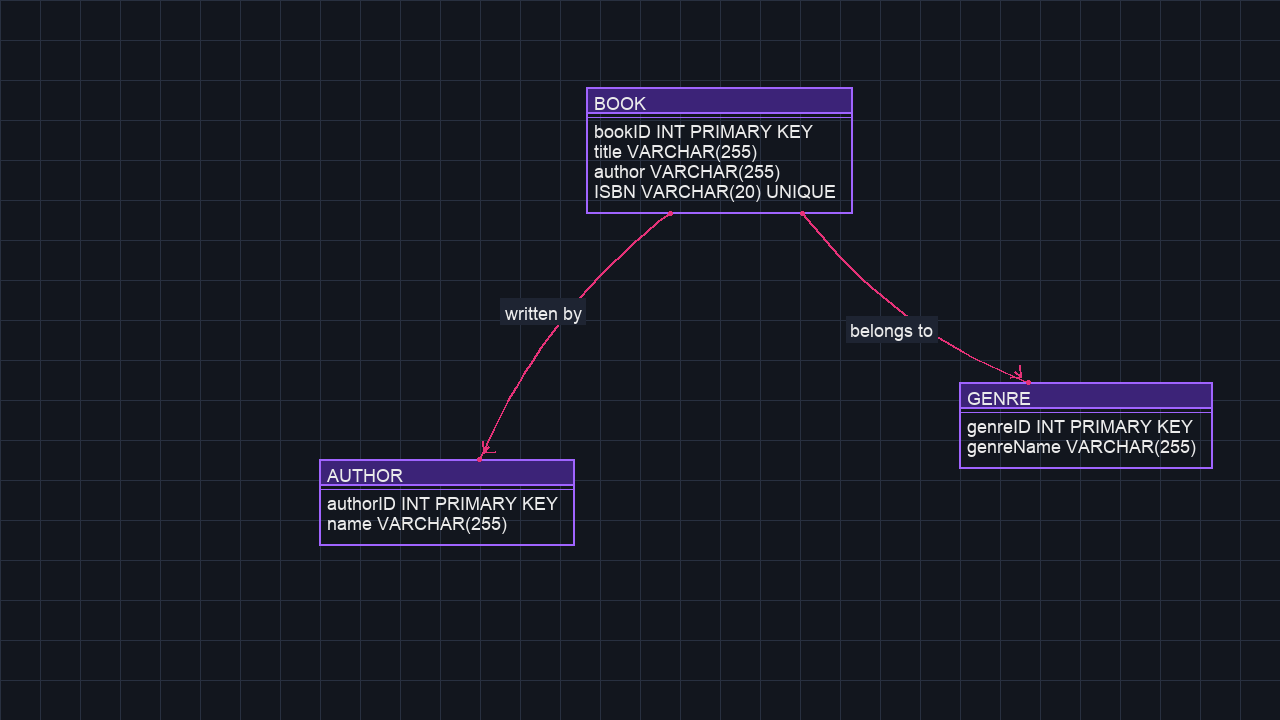 BOOK
bookID INT PRIMARY KEY
title VARCHAR(255)
author VARCHAR(255)
ISBN VARCHAR(20) UNIQUE
written by
belongs to
GENRE
genreID INT PRIMARY KEY
genreName VARCHAR(255)
AUTHOR
authorID INT PRIMARY KEY
name VARCHAR(255)